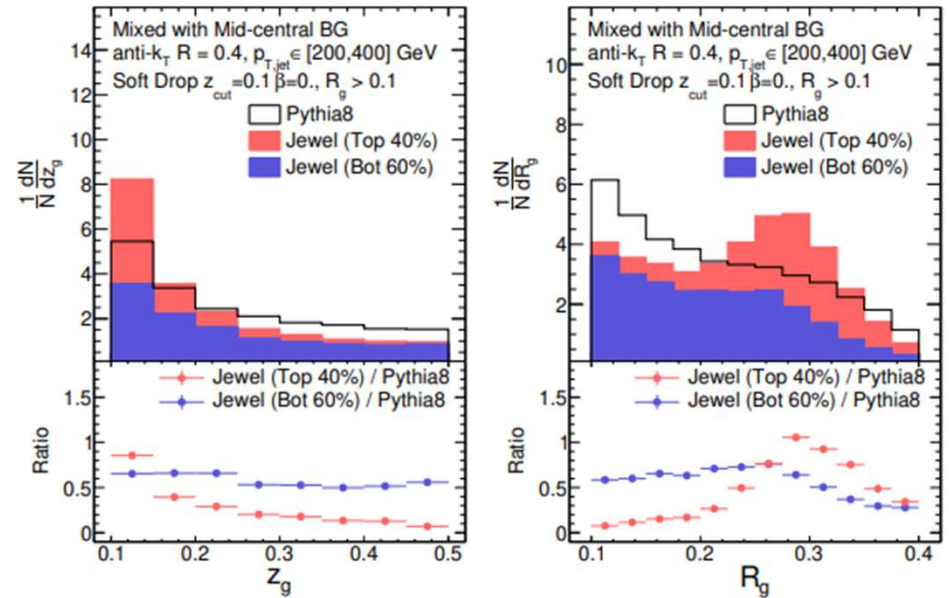 Mixed with Mid-central BG
anti-k_T R = 0.4, p_T,jet ∈ [200,400] GeV
Soft Drop z_cut=0.1 β=0., R_g > 0.1
Pythia8
Jewel (Top 40%)
Jewel (Bot 60%)
1/N dN/dz_g
14
12
10
8
6
4
2
Jewel (Top 40%) / Pythia8
Jewel (Bot 60%) / Pythia8
Ratio
1.5
1
0.5
0
0.1 0.2 0.3 0.4 0.5
z_g
Mixed with Mid-central BG
anti-k_T R = 0.4, p_T,jet ∈ [200,400] GeV
Soft Drop z_cut=0.1 β=0., R_g > 0.1
Pythia8
Jewel (Top 40%)
Jewel (Bot 60%)
1/N dN/dR_g
10
8
6
4
2
Jewel (Top 40%) / Pythia8
Jewel (Bot 60%) / Pythia8
Ratio
1.5
1
0.5
0
0.1 0.2 0.3 0.4
R_g